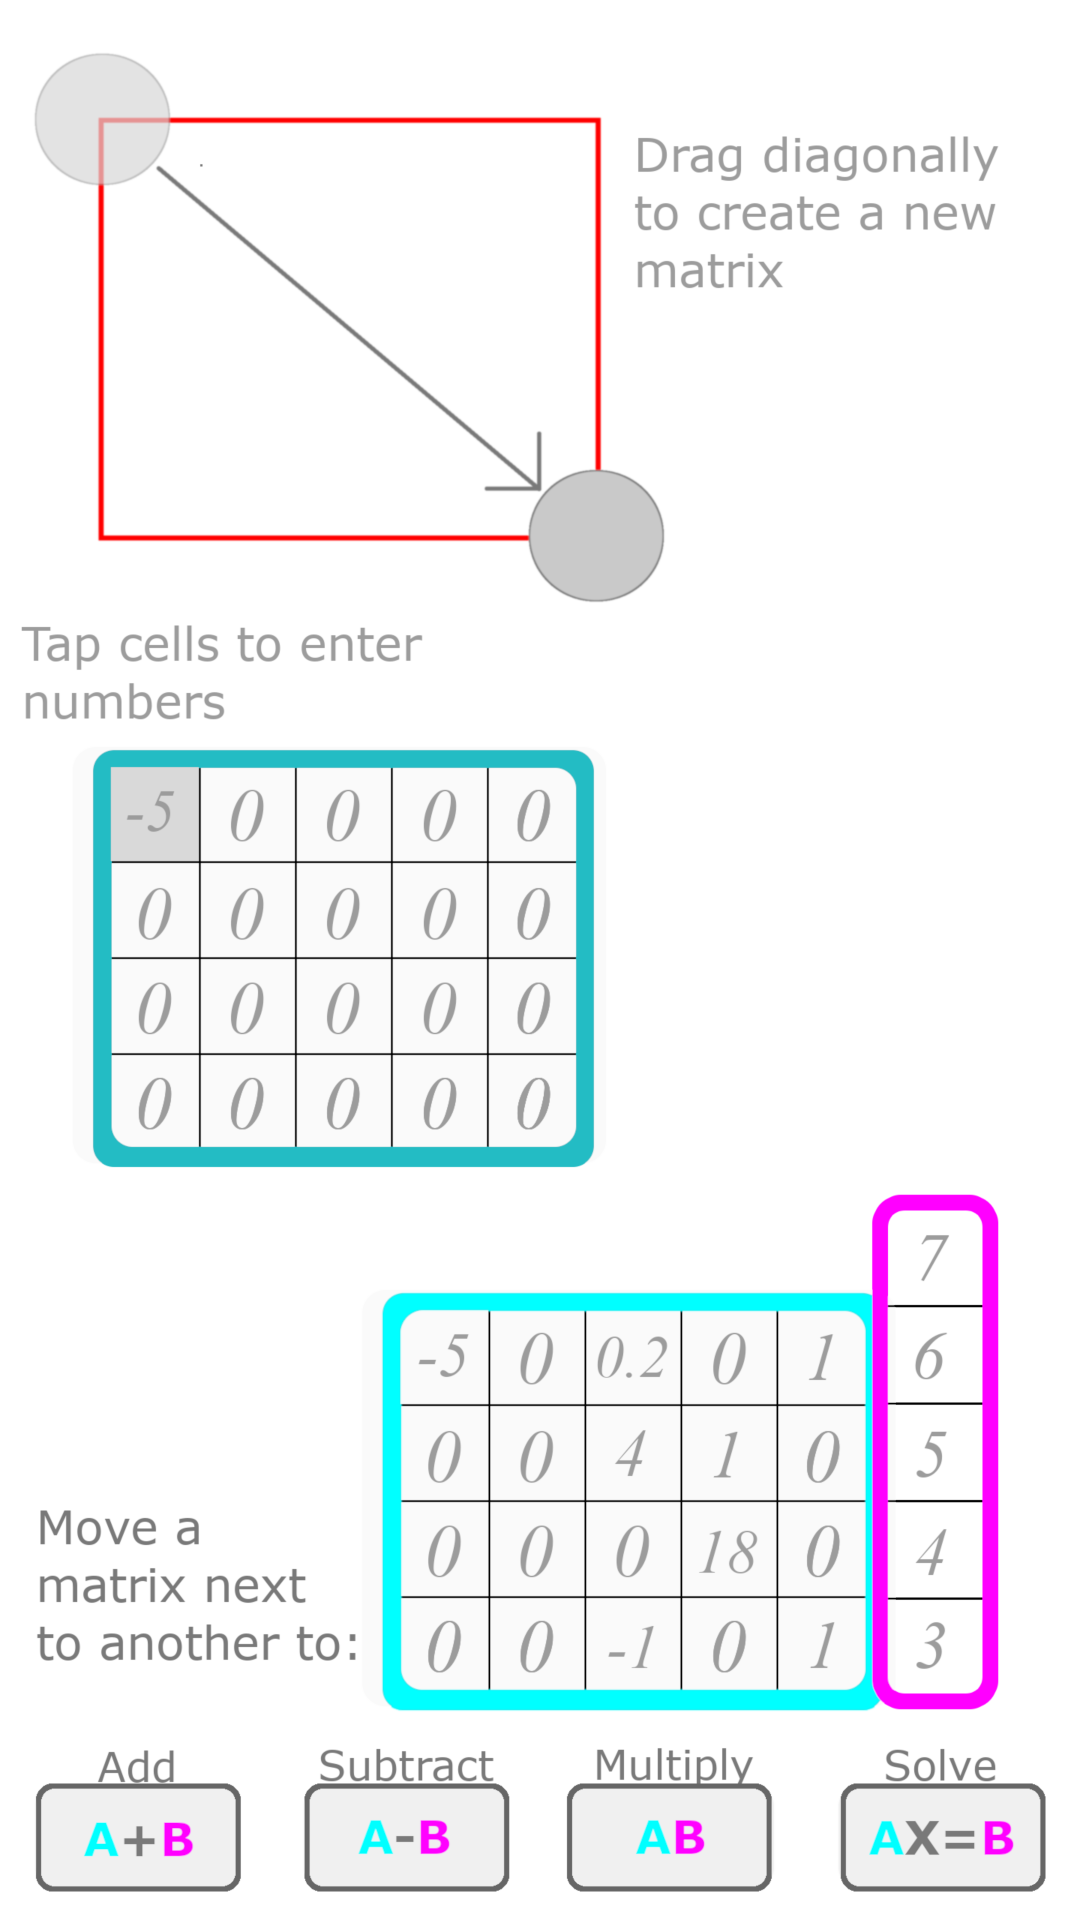 Drag diagonally
to create a new
matrix
Tap cells to enter
numbers
-5 0 0 0 0
0 0 0 0 0
0 0 0 0 0
0 0 0 0 0
7
6
5
4
3
-5 0 0.2 0 1
0 0 4 1 0
0 0 0 18 0
0 0 -1 0 1
Move a
matrix next
to another to:
Add Subtract Multiply Solve
A+B A-B AB AX=B